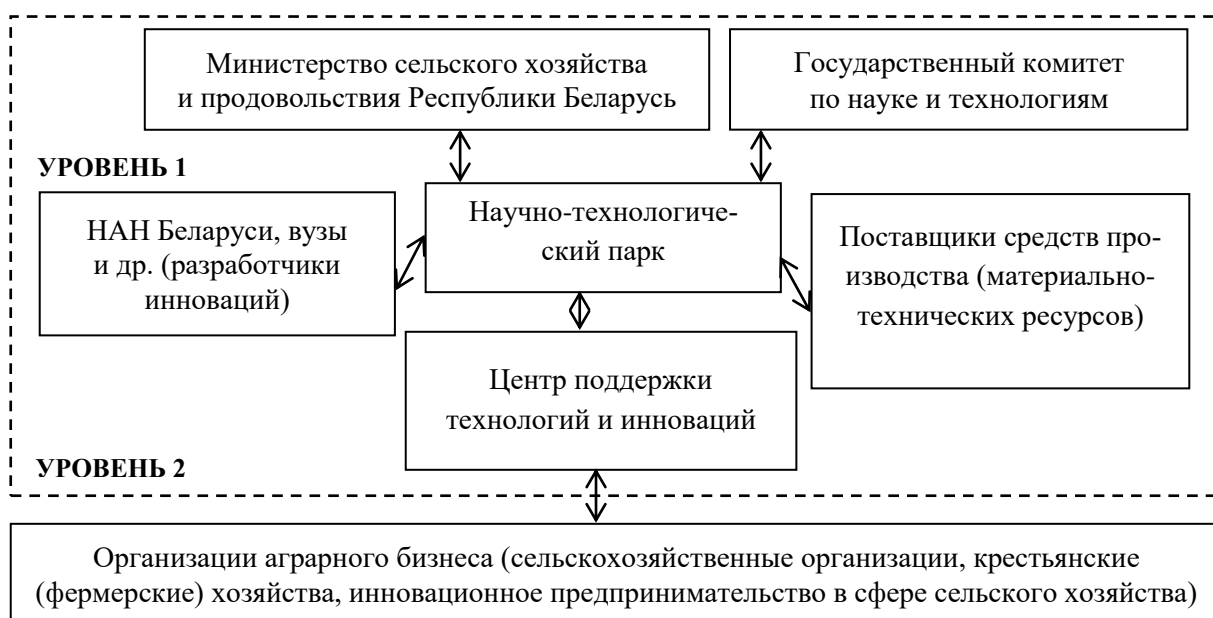 Министерство сельского хозяйства
и продовольствия Республики Беларусь
Государственный комитет
по науке и технологиям
УРОВЕНЬ 1
НАН Беларуси, вузы
и др. (разработчики
инноваций)
Научно-технологиче-
ский парк
Поставщики средств про-
изводства (материально-
технических ресурсов)
Центр поддержки
технологий и инноваций
УРОВЕНЬ 2
Организации аграрного бизнеса (сельскохозяйственные организации, крестьянские
(фермерские) хозяйства, инновационное предпринимательство в сфере сельского хозяйства)